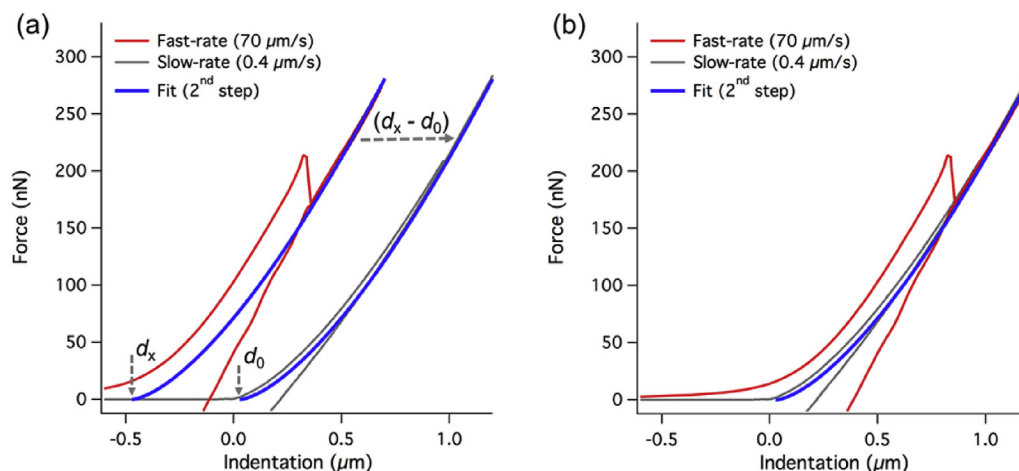 (a)
Fast-rate (70 µm/s)
Slow-rate (0.4 µm/s)
Fit (2nd step)
(dx - d0)
dx
d0
300
250
200
150
100
50
0
Force (nN)
-0.5
0.0
0.5
1.0
Indentation (µm)
(b)
Fast-rate (70 µm/s)
Slow-rate (0.4 µm/s)
Fit (2nd step)
300
250
200
150
100
50
0
Force (nN)
-0.5
0.0
0.5
1.0
Indentation (µm)